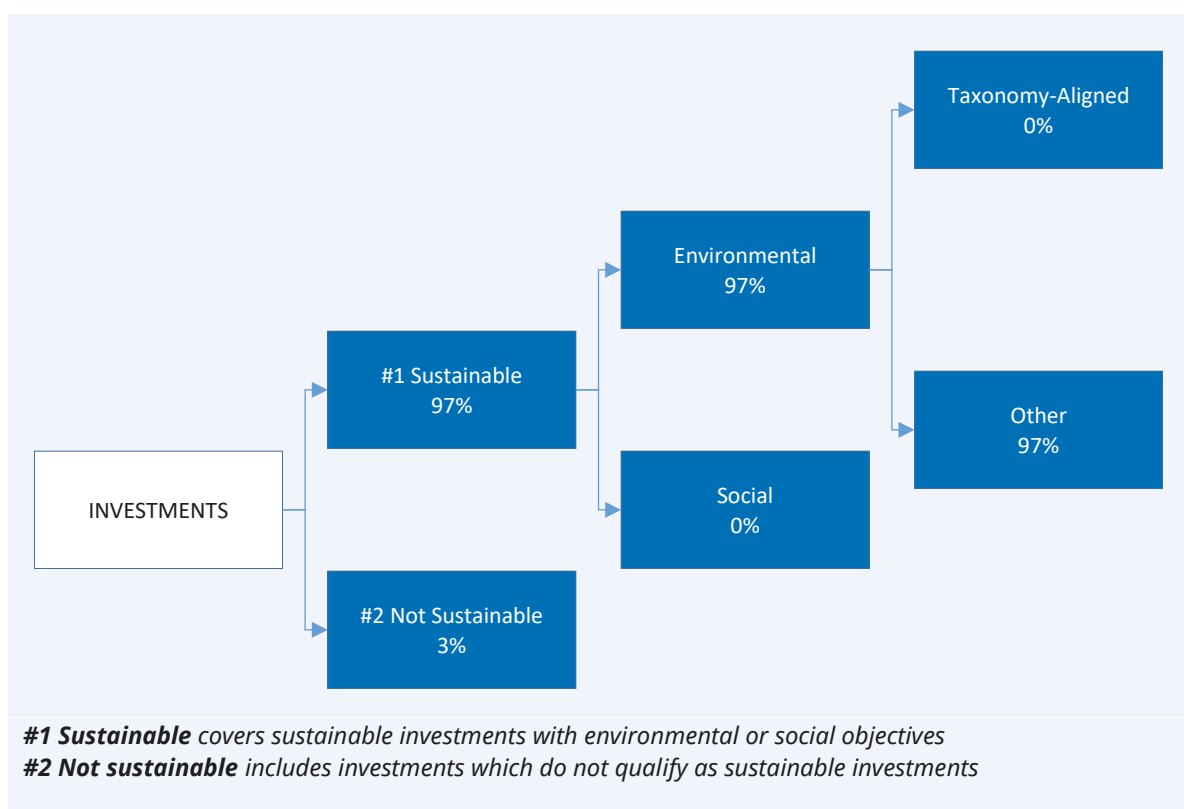 Taxonomy-Aligned
0%
Environmental
97%
#1 Sustainable
97%
Other
97%
INVESTMENTS
Social
0%
#2 Not Sustainable
3%
#1 Sustainable covers sustainable investments with environmental or social objectives
#2 Not sustainable includes investments which do not qualify as sustainable investments